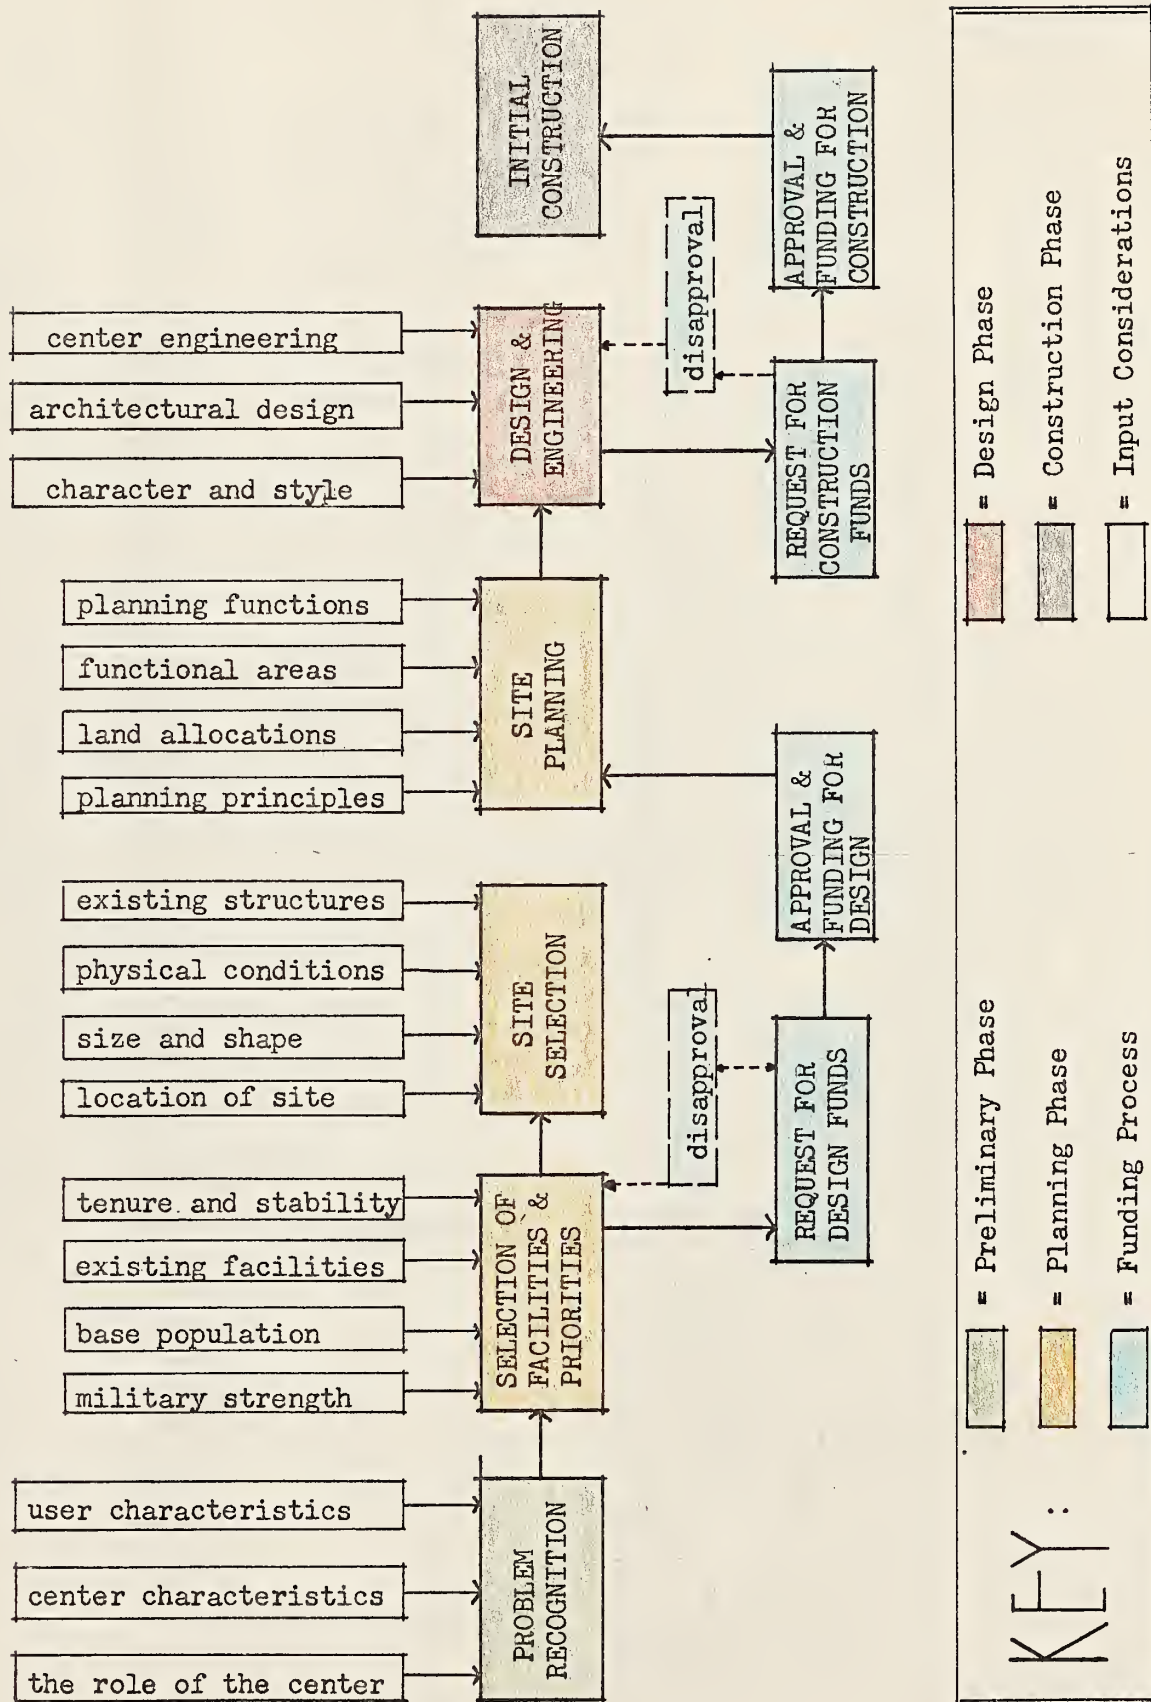 the role of the center
center characteristics
user characteristics
military strength
base population
existing facilities
tenure and stability
location of site
size and shape
physical conditions
existing structures
planning principles
land allocations
functional areas
planning functions
character and style
architectural design
center engineering
PROBLEM
RECOGNITION
SELECTION OF
FACILITIES &
PRIORITIES
SITE
SELECTION
SITE
PLANNING
DESIGN &
ENGINEERING
INITIAL
CONSTRUCTION
disapproval
disapproval
REQUEST FOR
DESIGN FUNDS
APPROVAL &
FUNDING FOR
DESIGN
REQUEST FOR
CONSTRUCTION
FUNDS
APPROVAL &
FUNDING FOR
CONSTRUCTION
KEY:
= Preliminary Phase
= Planning Phase
= Funding Process
= Design Phase
= Construction Phase
= Input Considerations